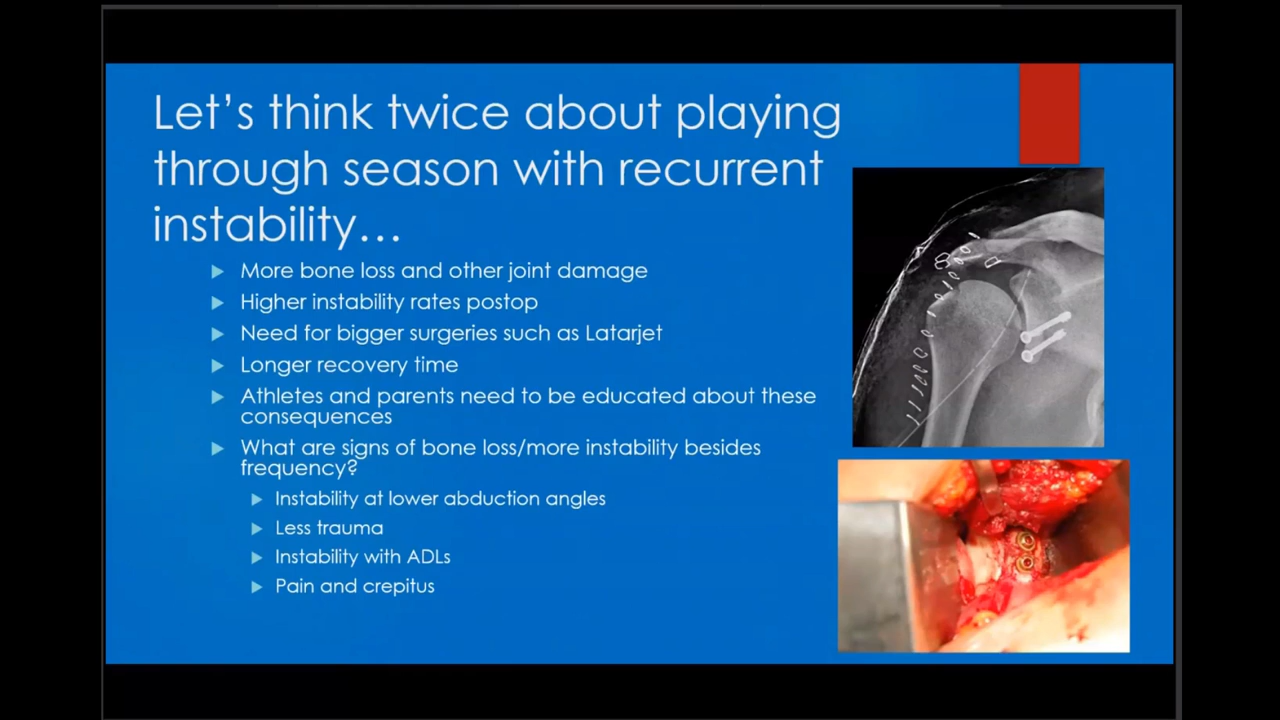 Let's think twice about playing
through season with recurrent
instability...
More bone loss and other joint damage
Higher instability rates postop
Need for bigger surgeries such as Latarjet
Longer recovery time
Athletes and parents need to be educated about these
consequences
What are signs of bone loss/more instability besides
frequency?
Instability at lower abduction angles
Less trauma
Instability with ADLs
Pain and crepitus